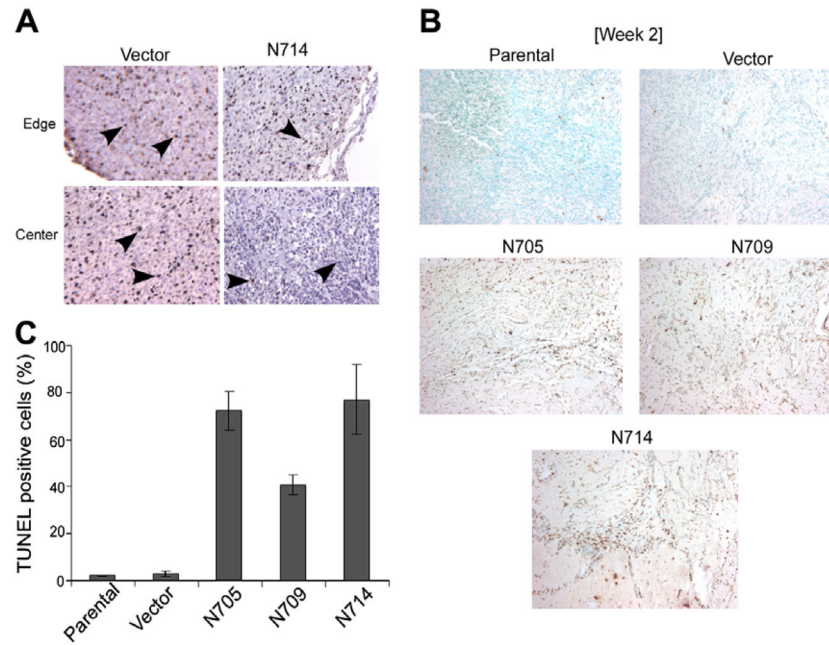 A
Vector
N714
Edge
Center
B
[Week 2]
Parental
Vector
N705
N709
N714
C
TUNEL positive cells (%)
100
80
60
40
20
0
Parental
Vector
N705
N709
N714